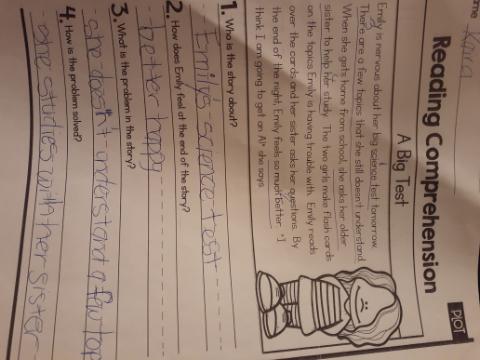 Name Kaira
Reading Comprehension
PLOT
A Big Test
Emily is nervous about her big science test tomorrow.
There are a few topics that she still doesn't understand.
When she gets home from school, she asks her older
sister to help her study. The two girls make flash cards
on the topics Emily is having trouble with. Emily reads
over the cards and her sister asks her questions. By
the end of the night, Emily feels so much better. "I
think I am going to get an A!" she says.
1. Who is the story about?
Emily's science test
2. How does Emily feel at the end of the story?
better happy
3. What is the problem in the story?
she doesn't understand a few top
4. How is the problem solved?
she studies with her sister